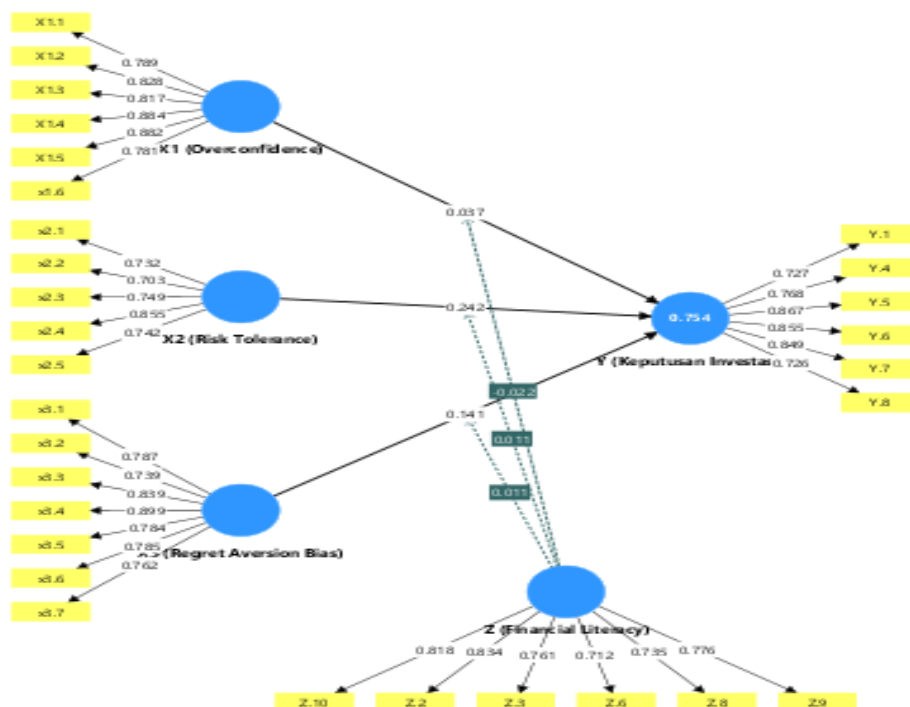 X1.1
X1.2
X1.3
X1.4
X1.5
x1.6
0.789
0.828
0.817
0.884
0.882
0.781
X1 (Overconfidence)
x2.1
x2.2
x2.3
x2.4
x2.5
0.732
0.703
0.749
0.855
0.742
X2 (Risk Tolerance)
x3.1
x3.2
x3.3
x3.4
x3.5
x3.6
x3.7
0.787
0.739
0.839
0.899
0.784
0.785
0.762
(Regret Aversion Bias)
0.037
0.242
0.141
-0.022
0.011
0.011
0.754
Y (Keputusan Investas
0.727
0.768
0.867
0.855
0.849
0.726
Y.1
Y.4
Y.5
Y.6
Y.7
Y.8
Z (Financial Literacy)
0.818
0.834
0.761
0.712
0.735
0.776
Z.10
Z.2
Z.3
Z.6
Z.8
Z.9